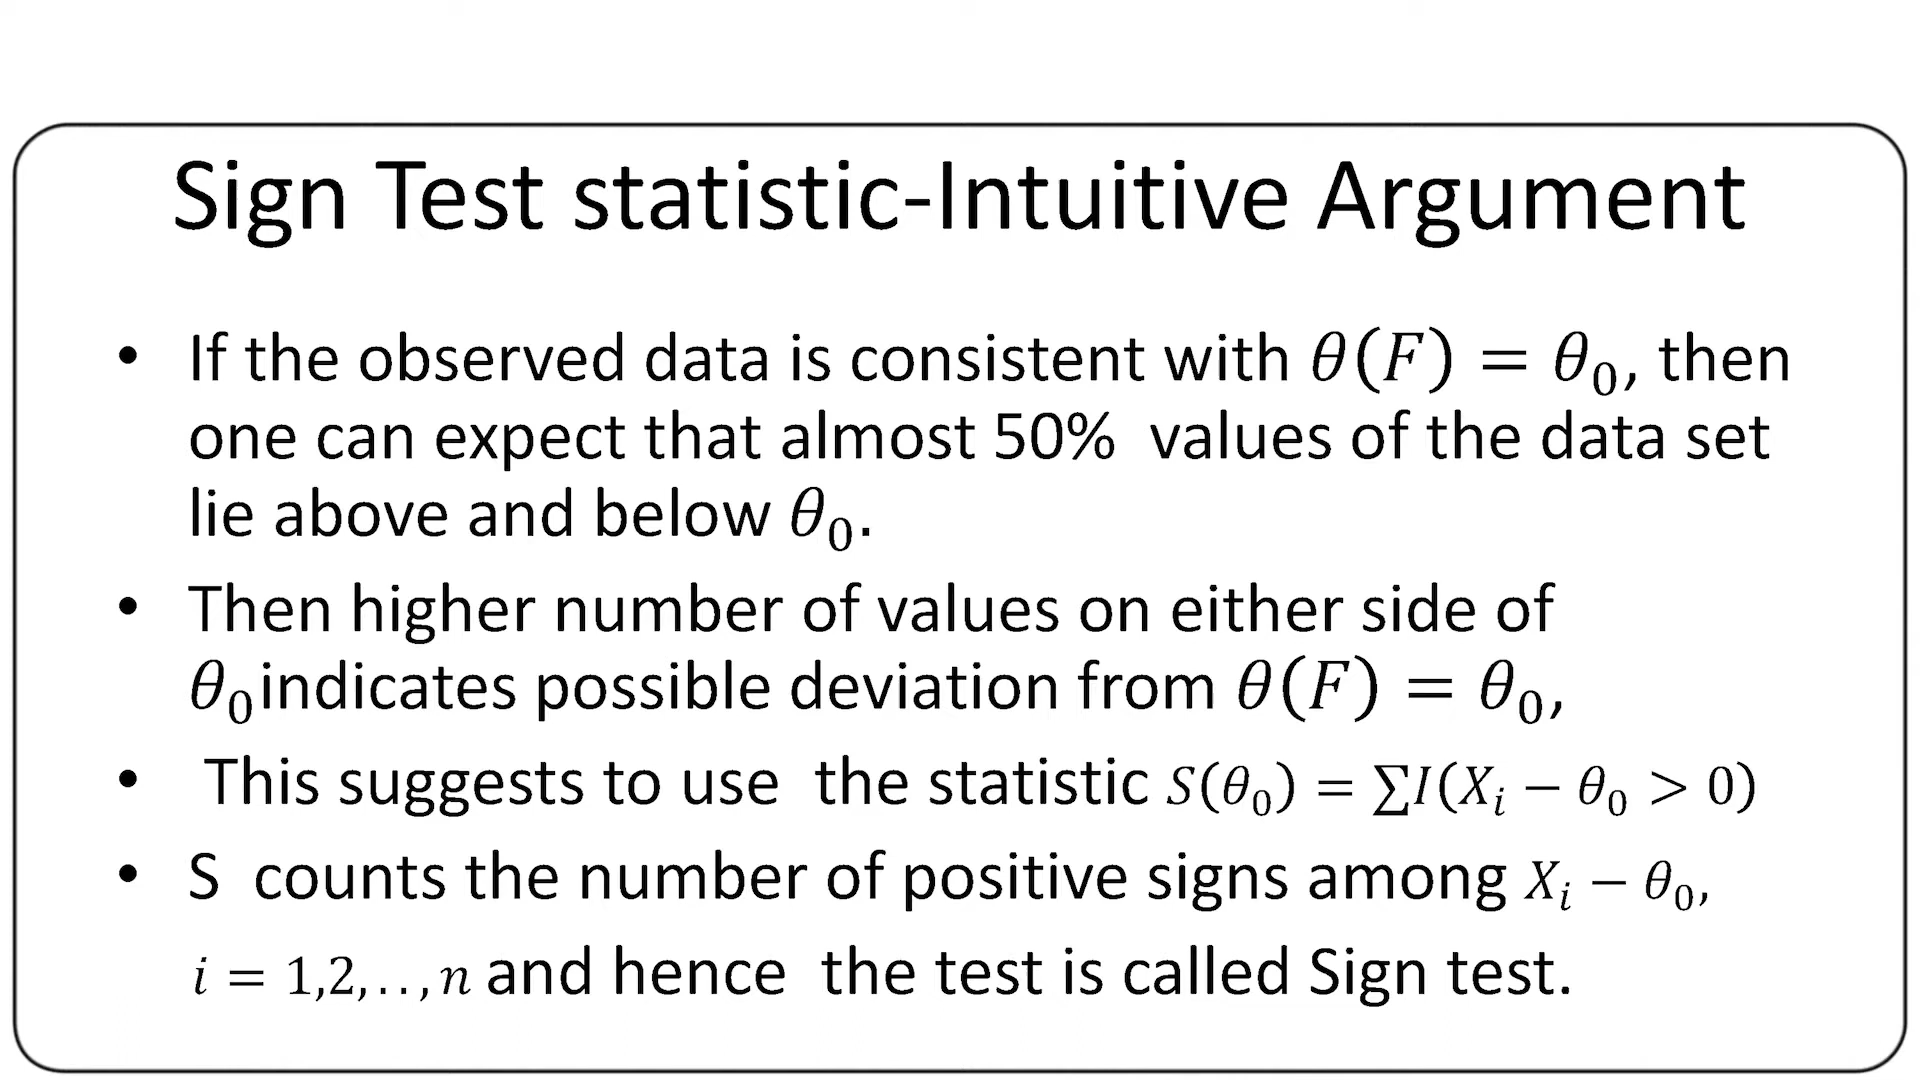 Sign Test statistic-Intuitive Argument
• If the observed data is consistent with θ(F) = θ₀, then
one can expect that almost 50% values of the data set
lie above and below θ₀.
• Then higher number of values on either side of
θ₀indicates possible deviation from θ(F) = θ₀,
• This suggests to use the statistic S(θ₀) = ∑I(Xᵢ − θ₀ > 0)
• S counts the number of positive signs among Xᵢ − θ₀,
i = 1,2,..,n and hence the test is called Sign test.